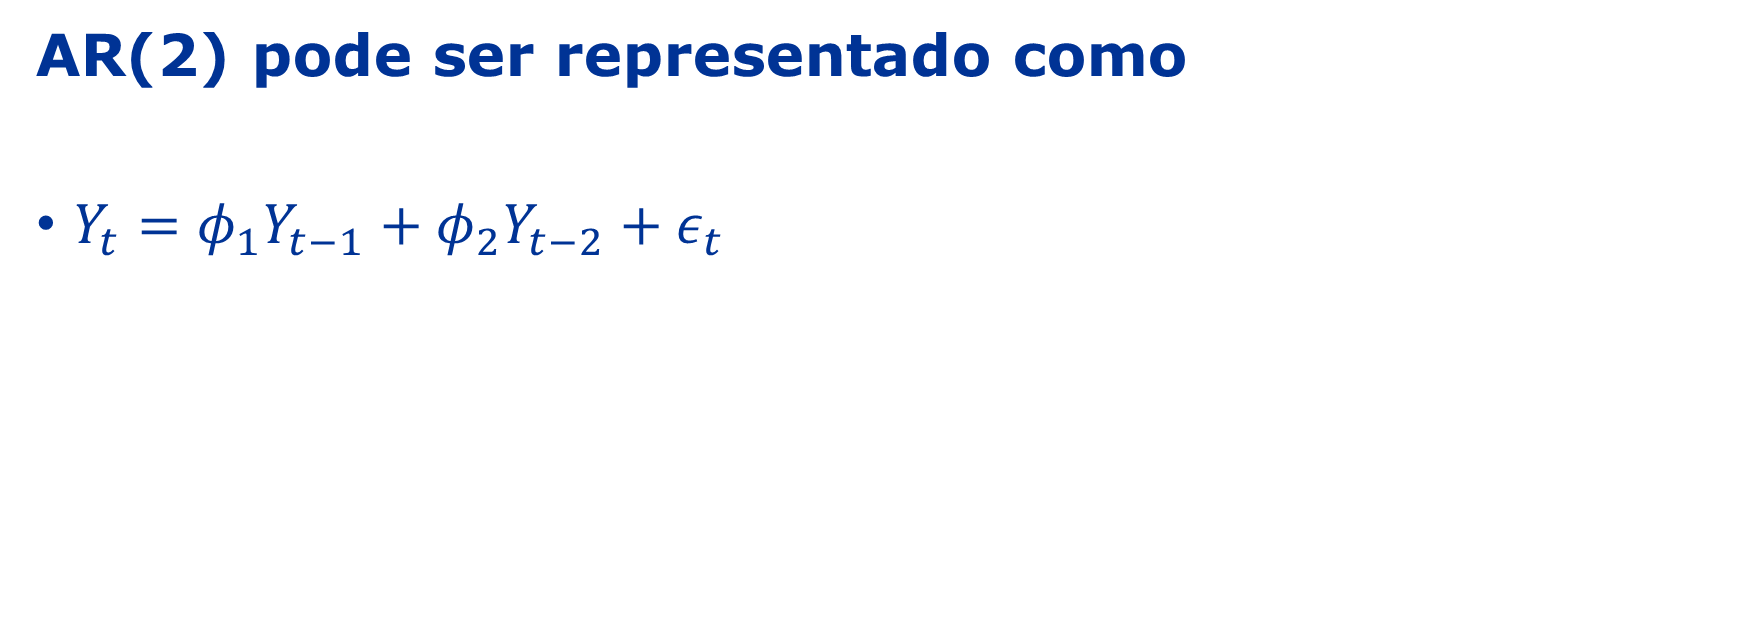 AR(2) pode ser representado como
• Yₜ = ϕ₁Yₜ₋₁ + ϕ₂Yₜ₋₂ + ϵₜ